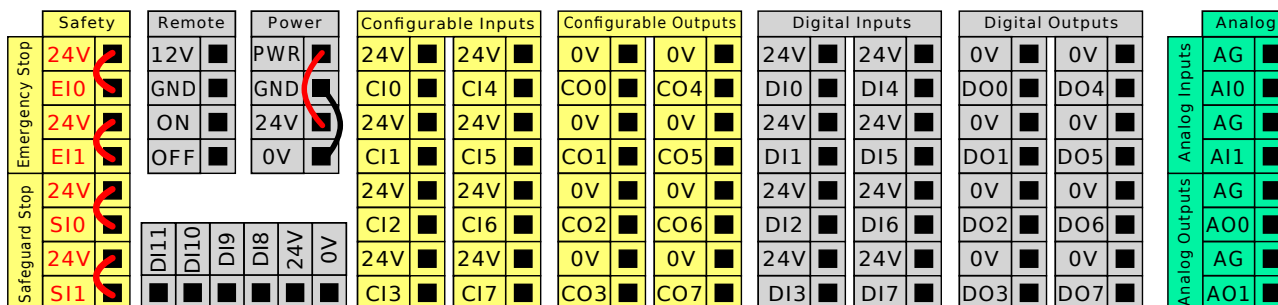 Safety
Emergency Stop
24V
EI0
24V
EI1
Safeguard Stop
24V
SI0
24V
SI1
Remote
12V
GND
ON
OFF
Power
PWR
GND
24V
0V
DI11
DI10
DI9
DI8
24V
0V
Configurable Inputs
24V 24V
CI0 CI4
24V 24V
CI1 CI5
24V 24V
CI2 CI6
24V 24V
CI3 CI7
Configurable Outputs
0V 0V
CO0 CO4
0V 0V
CO1 CO5
0V 0V
CO2 CO6
0V 0V
CO3 CO7
Digital Inputs
24V 24V
DI0 DI4
24V 24V
DI1 DI5
24V 24V
DI2 DI6
24V 24V
DI3 DI7
Digital Outputs
0V 0V
DO0 DO4
0V 0V
DO1 DO5
0V 0V
DO2 DO6
0V 0V
DO3 DO7
Analog
Analog Inputs
AG
AI0
AG
AI1
Analog Outputs
AG
AO0
AG
AO1